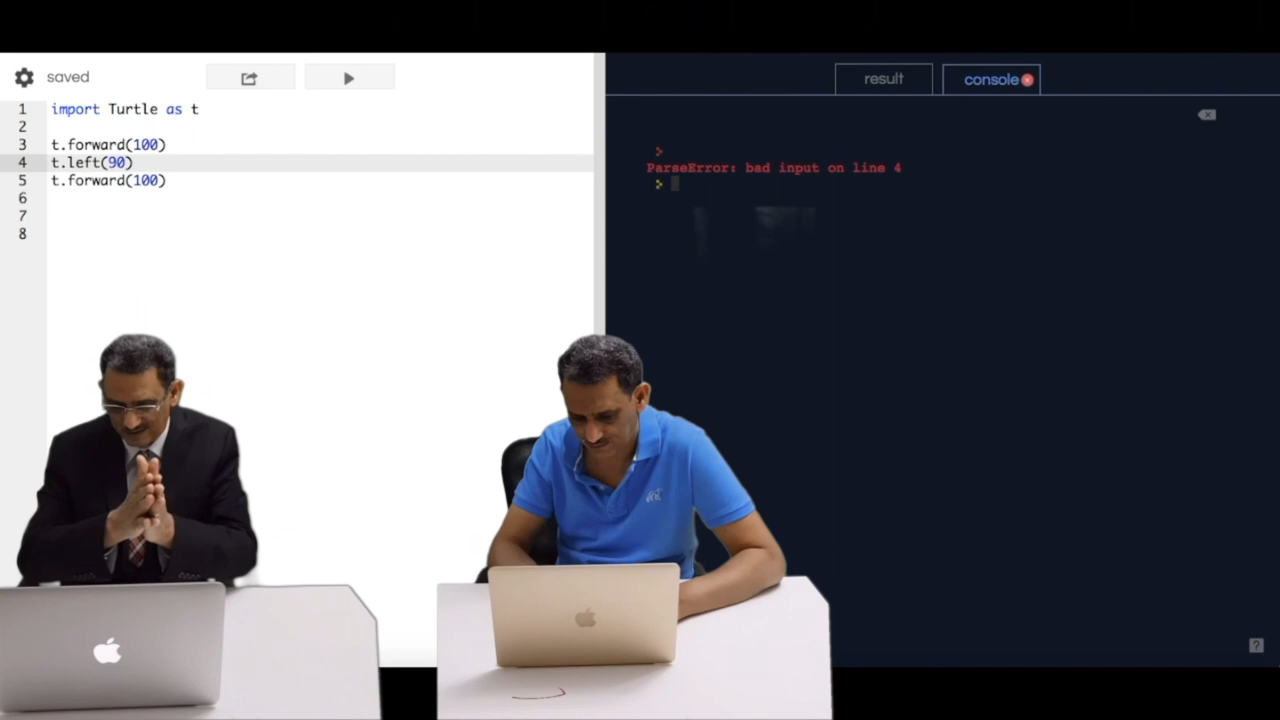 saved
result
console
1 import Turtle as t
2
3 t.forward(100)
4 t.left(90)
5 t.forward(100)
6
7
8
>
ParseError: bad input on line 4
>
?